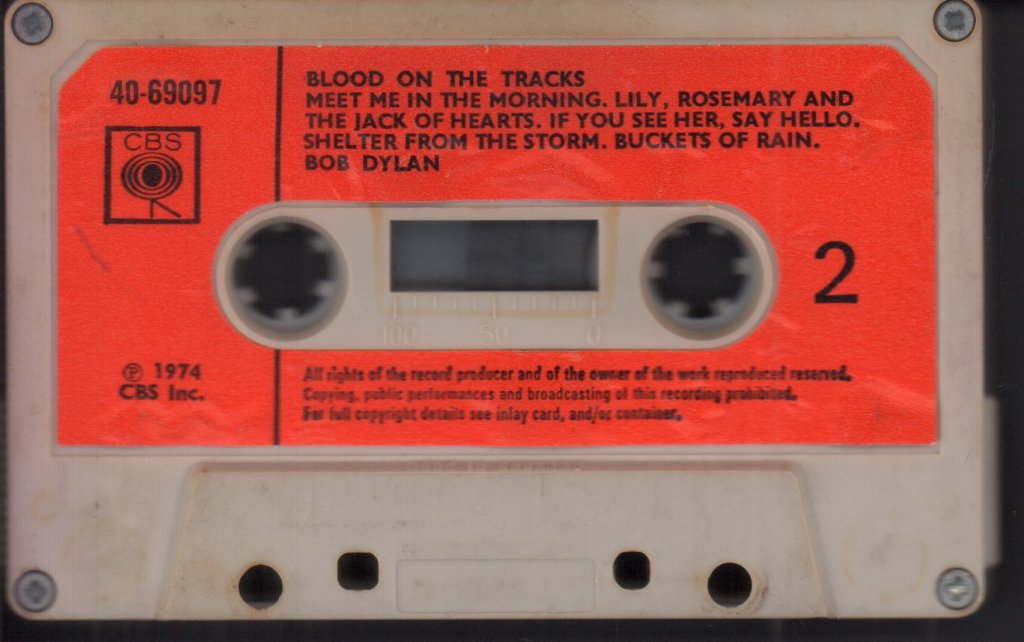 40-69097
CBS
BLOOD ON THE TRACKS
MEET ME IN THE MORNING. LILY, ROSEMARY AND
THE JACK OF HEARTS. IF YOU SEE HER, SAY HELLO.
SHELTER FROM THE STORM. BUCKETS OF RAIN.
BOB DYLAN
2
100 50 0
℗ 1974
CBS Inc.
All rights of the record producer and of the owner of the work reproduced reserved.
Copying, public performances and broadcasting of this recording prohibited.
For full copyright details see inlay card, and/or container.